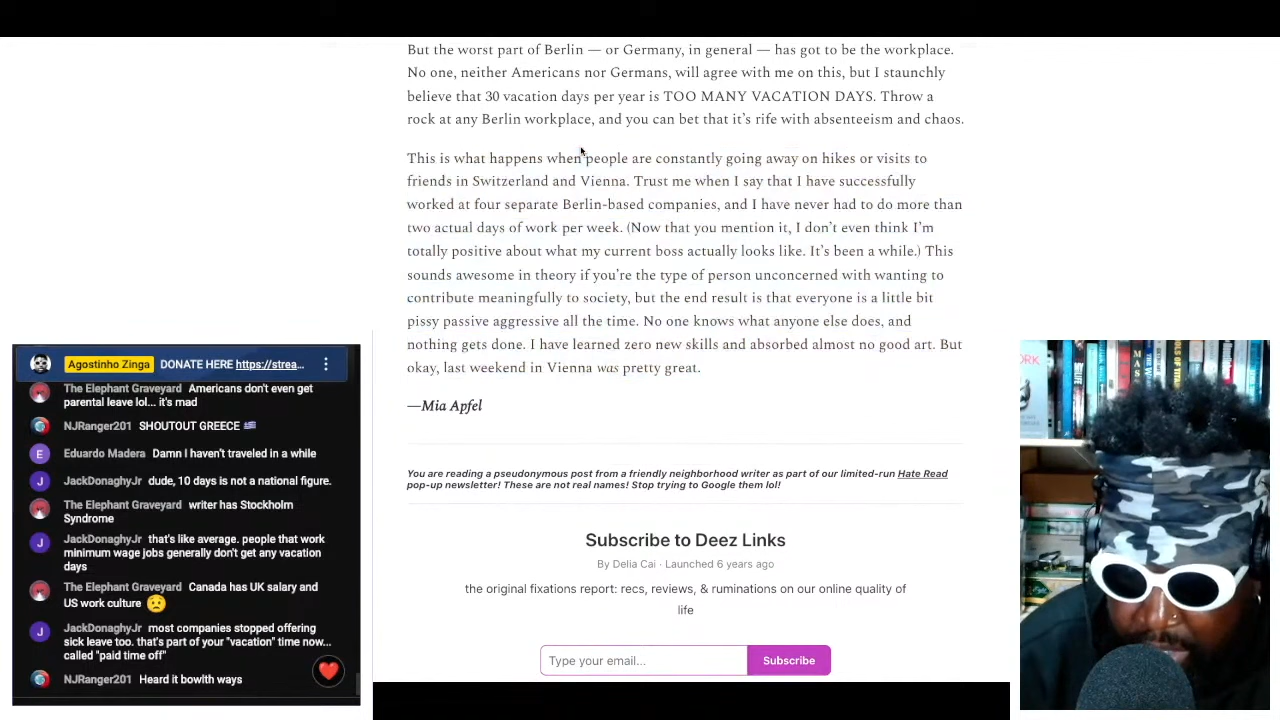 But the worst part of Berlin — or Germany, in general — has got to be the workplace.
No one, neither Americans nor Germans, will agree with me on this, but I staunchly
believe that 30 vacation days per year is TOO MANY VACATION DAYS. Throw a
rock at any Berlin workplace, and you can bet that it's rife with absenteeism and chaos.
This is what happens when people are constantly going away on hikes or visits to
friends in Switzerland and Vienna. Trust me when I say that I have successfully
worked at four separate Berlin-based companies, and I have never had to do more than
two actual days of work per week. (Now that you mention it, I don't even think I'm
totally positive about what my current boss actually looks like. It's been a while.) This
sounds awesome in theory if you're the type of person unconcerned with wanting to
contribute meaningfully to society, but the end result is that everyone is a little bit
pissy passive aggressive all the time. No one knows what anyone else does, and
nothing gets done. I have learned zero new skills and absorbed almost no good art. But
okay, last weekend in Vienna was pretty great.
—Mia Apfel
You are reading a pseudonymous post from a friendly neighborhood writer as part of our limited-run Hate Read
pop-up newsletter! These are not real names! Stop trying to Google them lol!
Subscribe to Deez Links
By Delia Cai · Launched 6 years ago
the original fixations report: recs, reviews, & ruminations on our online quality of
life
Type your email...
Subscribe
Agostinho Zinga DONATE HERE https://strea...
The Elephant Graveyard Americans don't even get
parental leave lol... it's mad
NJRanger201 SHOUTOUT GREECE 🇬🇷
E Eduardo Madera Damn I haven't traveled in a while
J JackDonaghyJr dude, 10 days is not a national figure.
The Elephant Graveyard writer has Stockholm
Syndrome
J JackDonaghyJr that's like average. people that work
minimum wage jobs generally don't get any vacation
days
The Elephant Graveyard Canada has UK salary and
US work culture 😟
J JackDonaghyJr most companies stopped offering
sick leave too. that's part of your "vacation" time now...
called "paid time off"
NJRanger201 Heard it bowlth ways